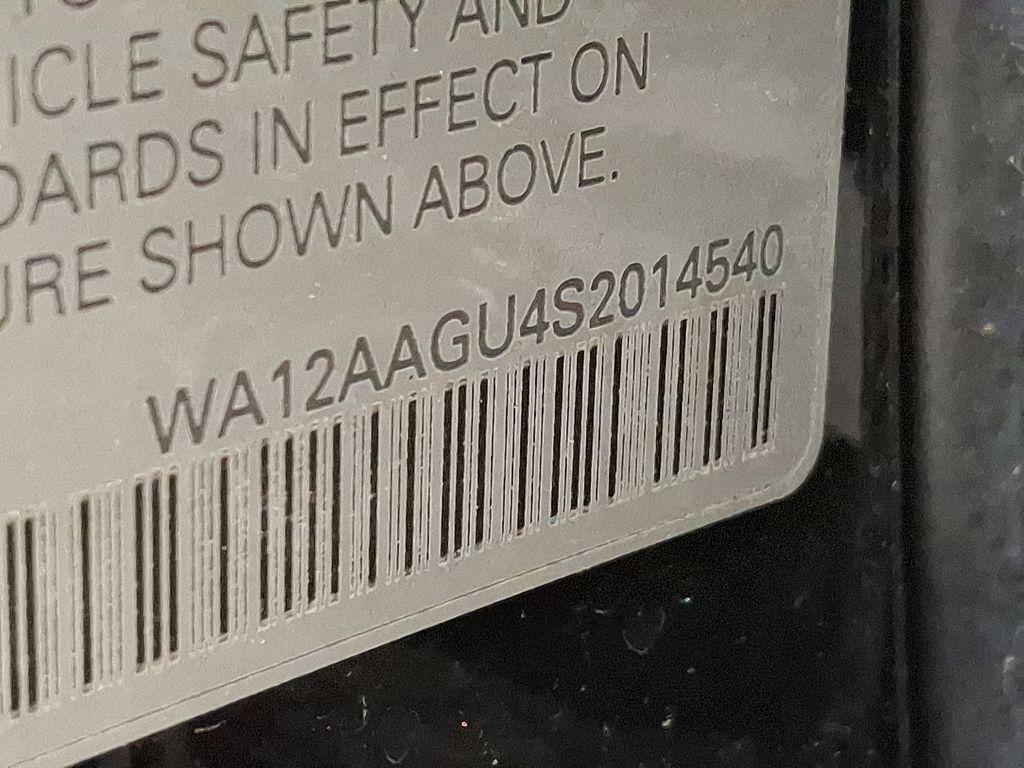 ICLE SAFETY AND
DARDS IN EFFECT ON
URE SHOWN ABOVE.
WA12AAGU4S2014540